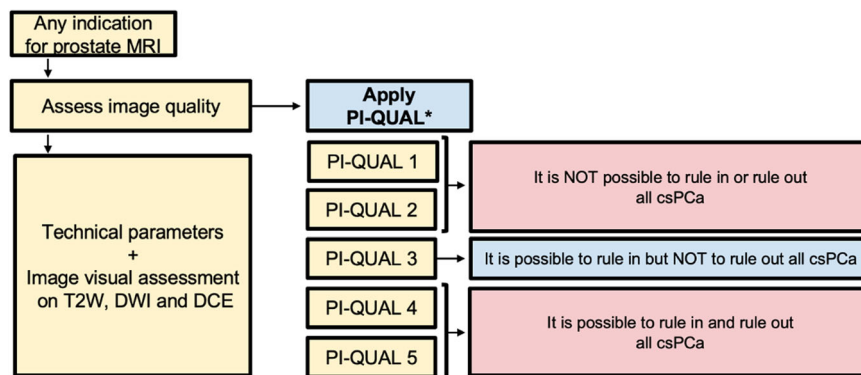 Any indication
for prostate MRI
Assess image quality
Apply
PI-QUAL*
Technical parameters
+
Image visual assessment
on T2W, DWI and DCE
PI-QUAL 1
PI-QUAL 2
It is NOT possible to rule in or rule out
all csPCa
PI-QUAL 3
It is possible to rule in but NOT to rule out all csPCa
PI-QUAL 4
PI-QUAL 5
It is possible to rule in and rule out
all csPCa